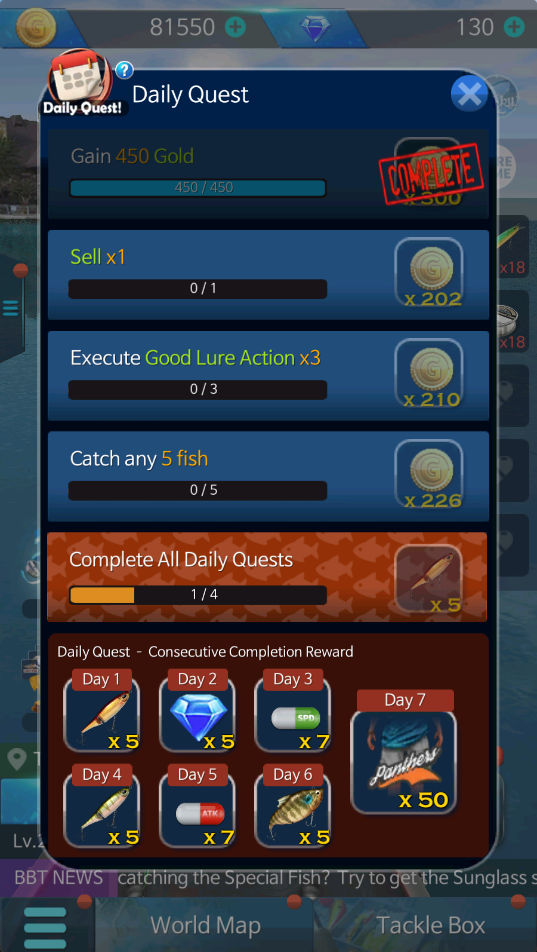 81550
130
Daily Quest!
?
Daily Quest
Gain 450 Gold
450 / 450
COMPLETE
x 300
Sell x1
0 / 1
G
x 202
x18
Execute Good Lure Action x3
0 / 3
G
x 210
x18
Catch any 5 fish
0 / 5
G
x 226
Complete All Daily Quests
1 / 4
x 5
Daily Quest - Consecutive Completion Reward
Day 1
x 5
Day 2
x 5
Day 3
SPD
x 7
Day 7
Panthers
x 50
Day 4
x 5
Day 5
ATK
x 7
Day 6
x 5
BBT NEWS catching the Special Fish? Try to get the Sunglass s
World Map
Tackle Box